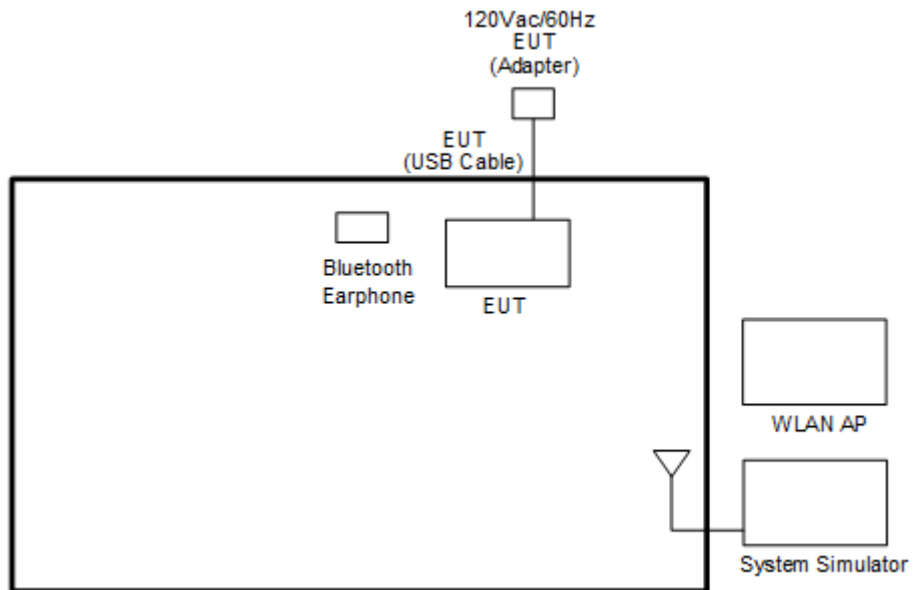 120Vac/60Hz
EUT
(Adapter)
EUT
(USB Cable)
Bluetooth
Earphone
EUT
WLAN AP
System Simulator